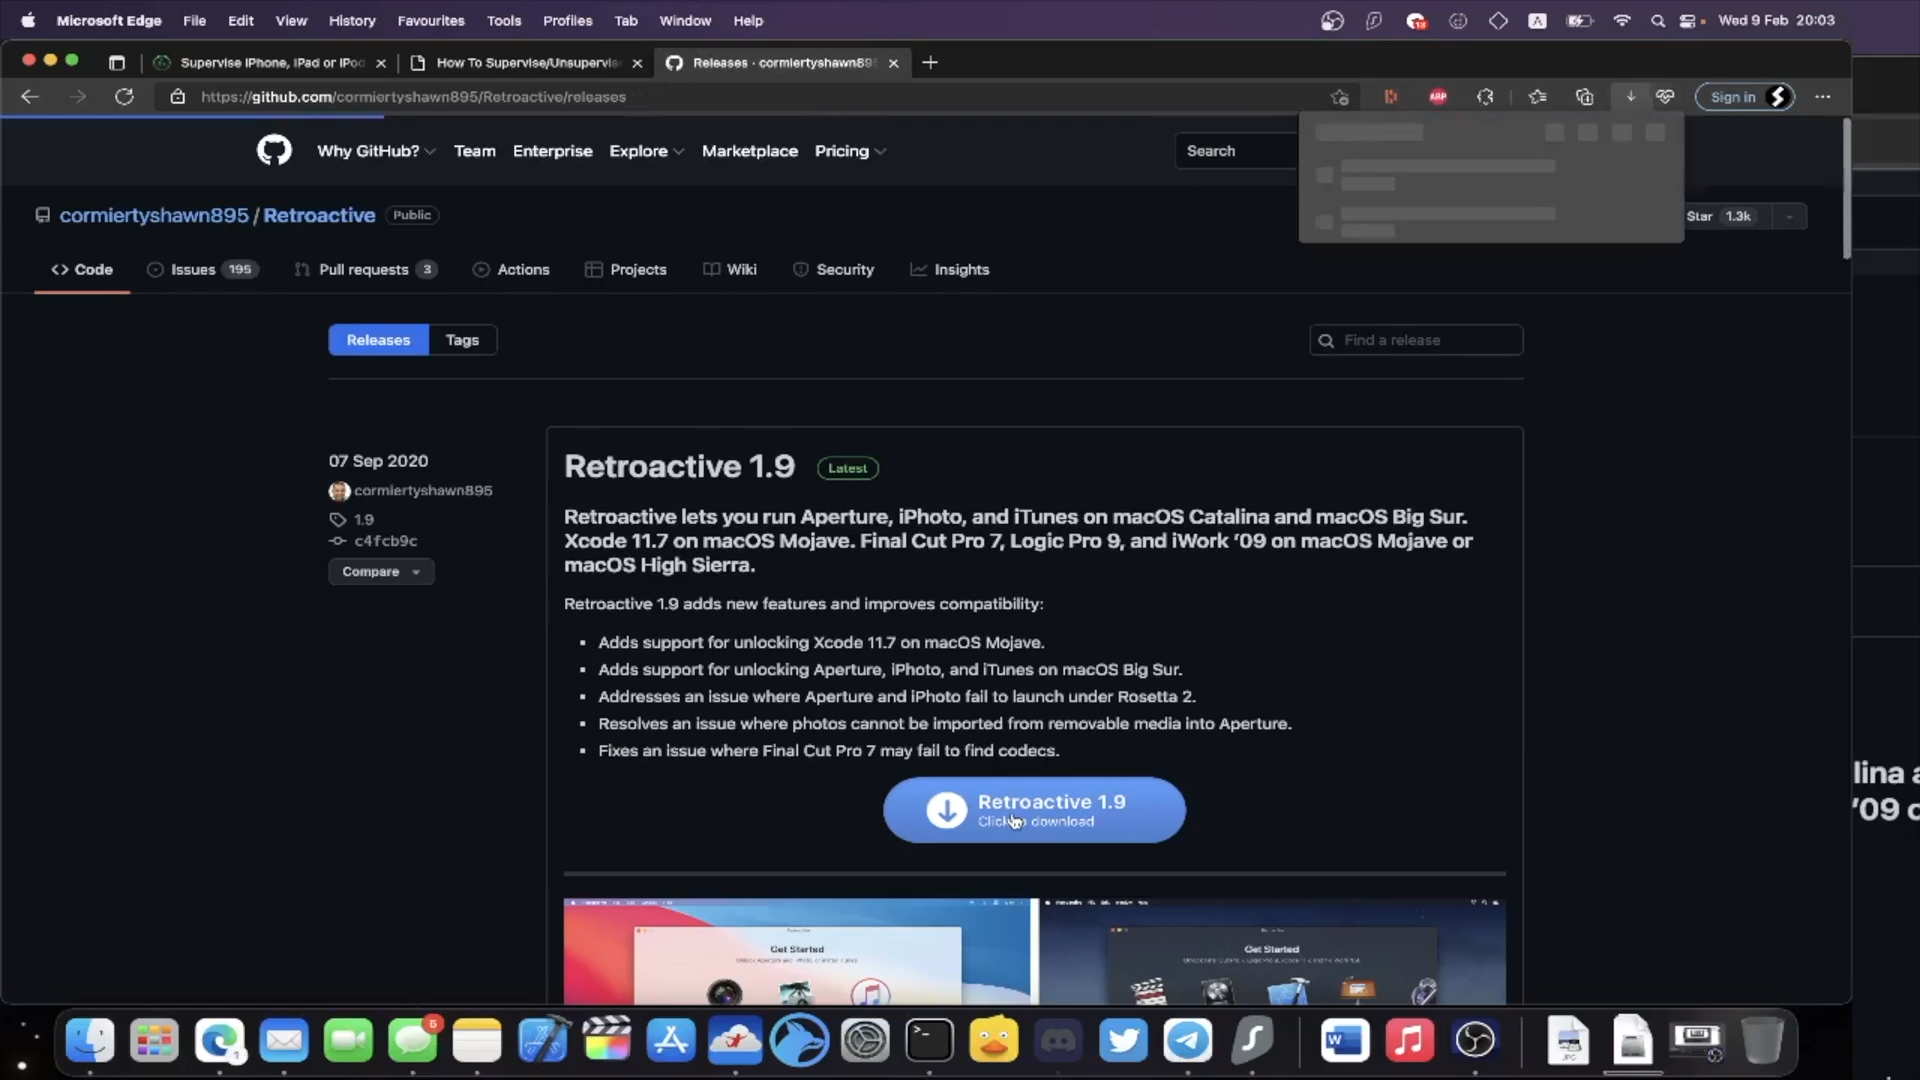 Microsoft Edge File Edit View History Favourites Tools Profiles Tab Window Help
18 A Wed 9 Feb 20:03
Supervise iPhone, iPad or iPod
How To Supervise/Unsupervis
Releases · cormiertyshawn895
https://github.com/cormiertyshawn895/Retroactive/releases
ABP
Sign in
Why GitHub? Team Enterprise Explore Marketplace Pricing
Search
cormiertyshawn895 / Retroactive Public
Star 1.3k
<> Code Issues 195 Pull requests 3 Actions Projects Wiki Security Insights
Releases Tags
Find a release
07 Sep 2020
cormiertyshawn895
1.9
c4fcb9c
Compare
Retroactive 1.9 Latest
Retroactive lets you run Aperture, iPhoto, and iTunes on macOS Catalina and macOS Big Sur.
Xcode 11.7 on macOS Mojave. Final Cut Pro 7, Logic Pro 9, and iWork ’09 on macOS Mojave or
macOS High Sierra.
Retroactive 1.9 adds new features and improves compatibility:
▪ Adds support for unlocking Xcode 11.7 on macOS Mojave.
▪ Adds support for unlocking Aperture, iPhoto, and iTunes on macOS Big Sur.
▪ Addresses an issue where Aperture and iPhoto fail to launch under Rosetta 2.
▪ Resolves an issue where photos cannot be imported from removable media into Aperture.
▪ Fixes an issue where Final Cut Pro 7 may fail to find codecs.
Retroactive 1.9
download
lina a
’09 o
Get Started
Get Started
5
1
W
JPG